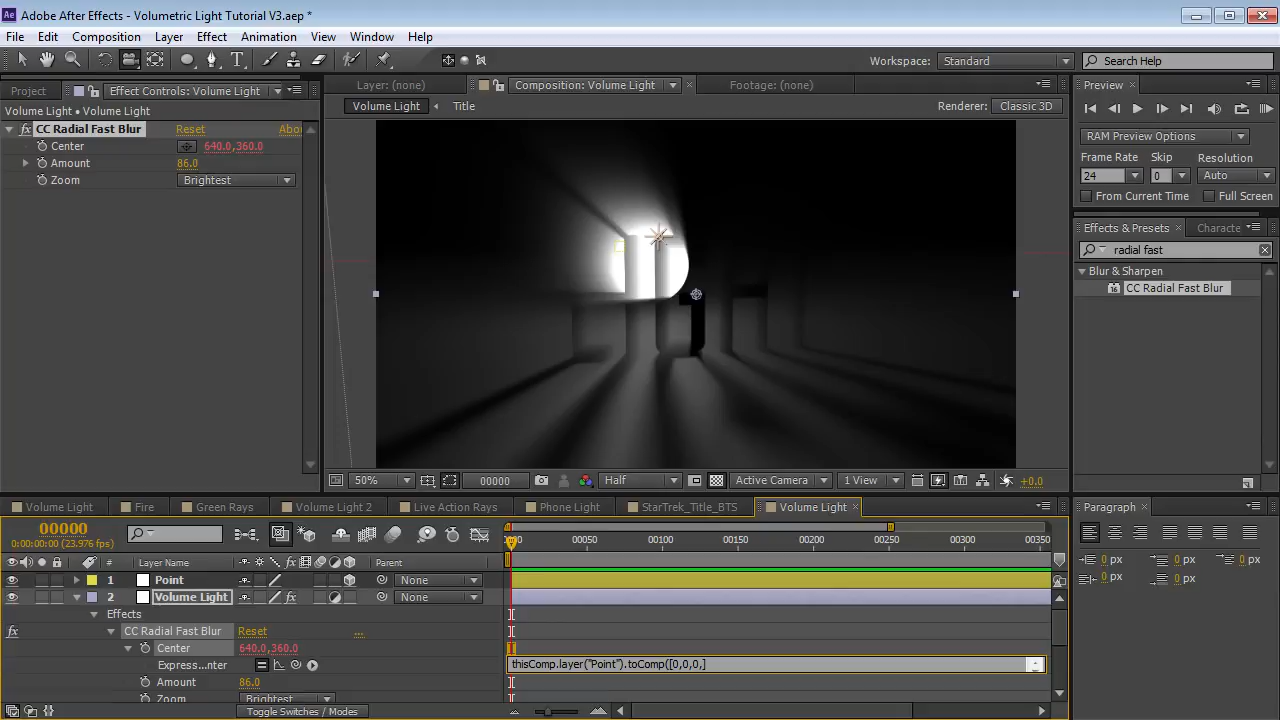 Adobe After Effects - Volumetric Light Tutorial V3.aep *
File Edit Composition Layer Effect Animation View Window Help
Workspace: Standard Search Help
Project Effect Controls: Volume Light
Volume Light • Volume Light
CC Radial Fast Blur Reset Abo
Center 640.0,360.0
Amount 86.0
Zoom Brightest
Layer: (none) Composition: Volume Light Footage: (none)
Volume Light Title Renderer: Classic 3D
50% 00000 Half Active Camera 1 View +0.0
Preview
RAM Preview Options
Frame Rate Skip Resolution
24 0 Auto
From Current Time Full Screen
Effects & Presets Characte
radial fast
Blur & Sharpen
CC Radial Fast Blur
Volume Light Fire Green Rays Volume Light 2 Live Action Rays Phone Light StarTrek_Title_BTS Volume Light
00000
0:00:00:00 (23.976 fps)
00050 00100 00150 00200 00250 00300 00350
# Layer Name Parent
1 Point None
2 Volume Light None
Effects
CC Radial Fast Blur Reset ...
Center 640.0,360.0
Express...nter thisComp.layer("Point").toComp([0,0,0,]
Amount 86.0
Zoom Brightest
Toggle Switches / Modes
Paragraph
0 px 0 px 0 px
0 px 0 px